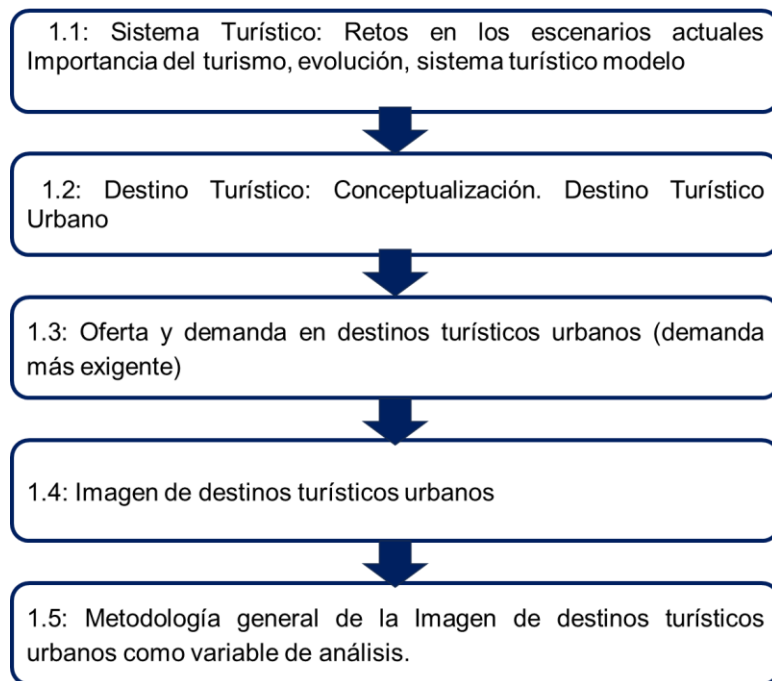 1.1: Sistema Turístico: Retos en los escenarios actuales
Importancia del turismo, evolución, sistema turístico modelo
1.2: Destino Turístico: Conceptualización. Destino Turístico
Urbano
1.3: Oferta y demanda en destinos turísticos urbanos (demanda
más exigente)
1.4: Imagen de destinos turísticos urbanos
1.5: Metodología general de la Imagen de destinos turísticos
urbanos como variable de análisis.